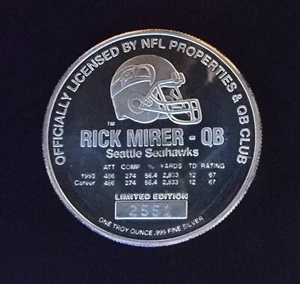 OFFICIALLY LICENSED BY NFL PROPERTIES & QB CLUB
TM
RICK MIRER - QB
Seattle Seahawks
ATT COMP % YARDS TD RATING
1993 486 274 56.4 2,833 12 67
Career 486 274 56.4 2,833 12 67
LIMITED EDITION
2551
ONE TROY OUNCE .999 FINE SILVER